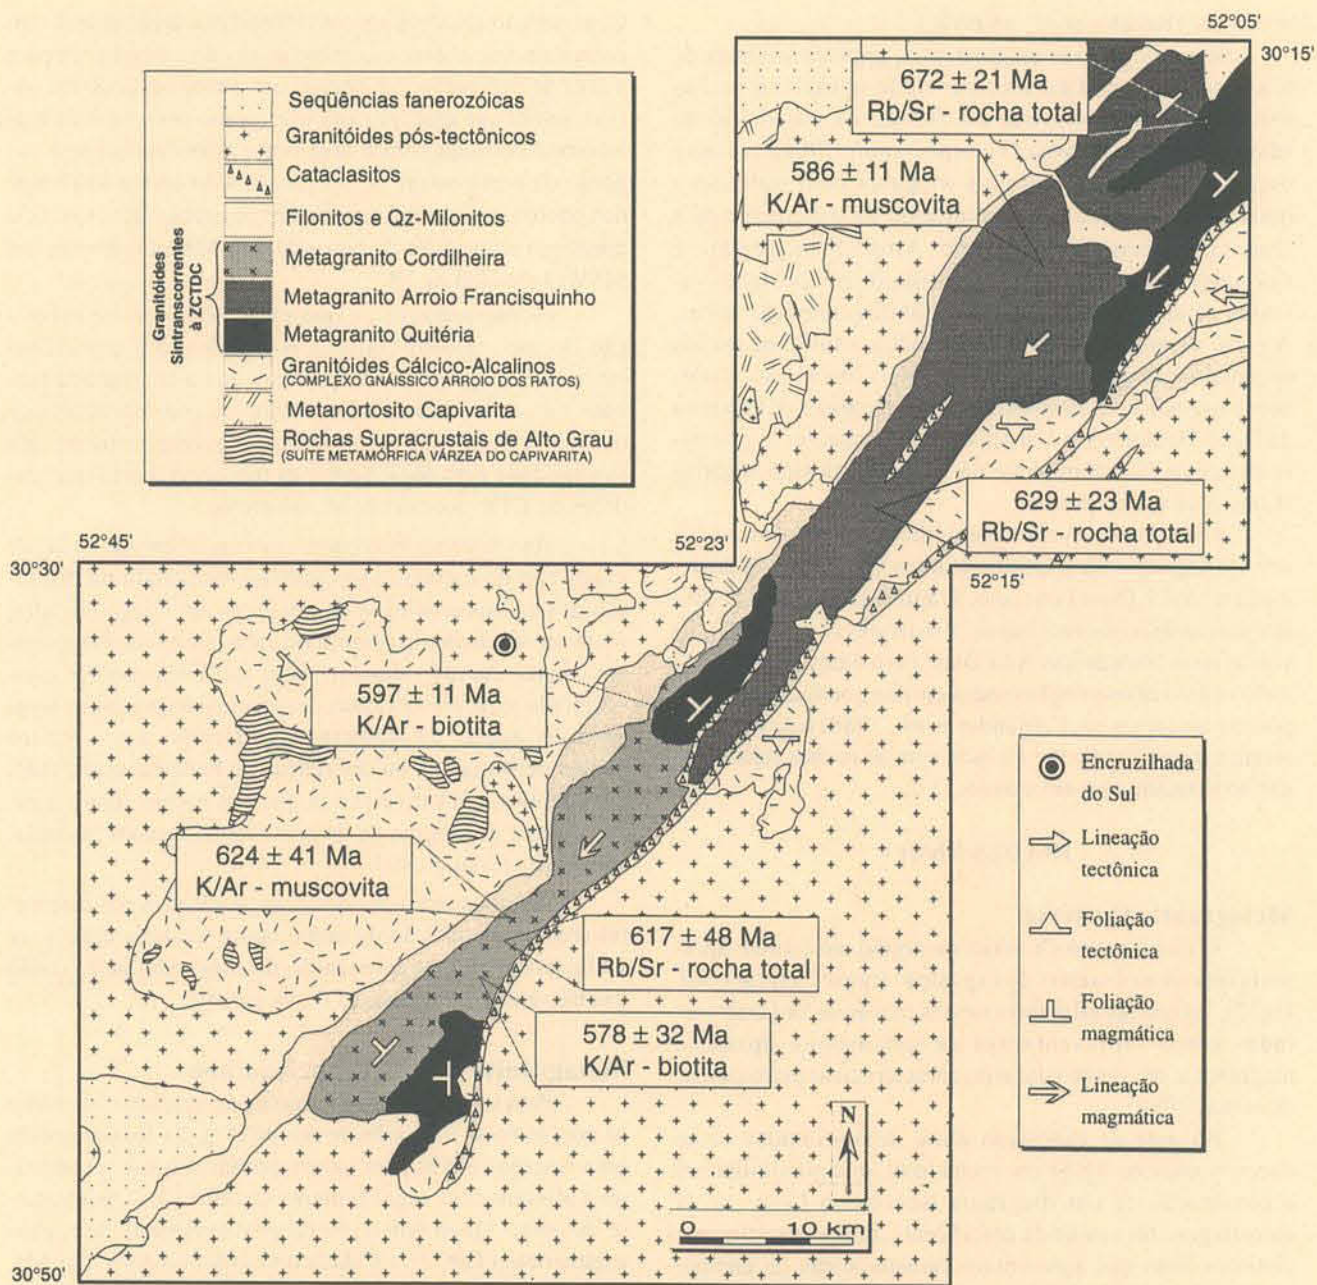 52°05'
30°15'
672 ± 21 Ma
Rb/Sr - rocha total
586 ± 11 Ma
K/Ar - muscovita
Seqüências fanerozóicas
Granitóides pós-tectônicos
Cataclasitos
Filonitos e Qz-Milonitos
Granitóides
Sintranscorrentes
à ZCTDC
Metagranito Cordilheira
Metagranito Arroio Francisquinho
Metagranito Quitéria
Granitóides Cálcico-Alcalinos
(COMPLEXO GNÁISSICO ARROIO DOS RATOS)
Metanortosito Capivarita
Rochas Supracrustais de Alto Grau
(SUÍTE METAMÓRFICA VÁRZEA DO CAPIVARITA)
629 ± 23 Ma
Rb/Sr - rocha total
52°45'
52°23'
30°30'
52°15'
597 ± 11 Ma
K/Ar - biotita
624 ± 41 Ma
K/Ar - muscovita
617 ± 48 Ma
Rb/Sr - rocha total
578 ± 32 Ma
K/Ar - biotita
Encruzilhada
do Sul
Lineação
tectônica
Foliação
tectônica
Foliação
magmática
Lineação
magmática
N
0 10 km
30°50'